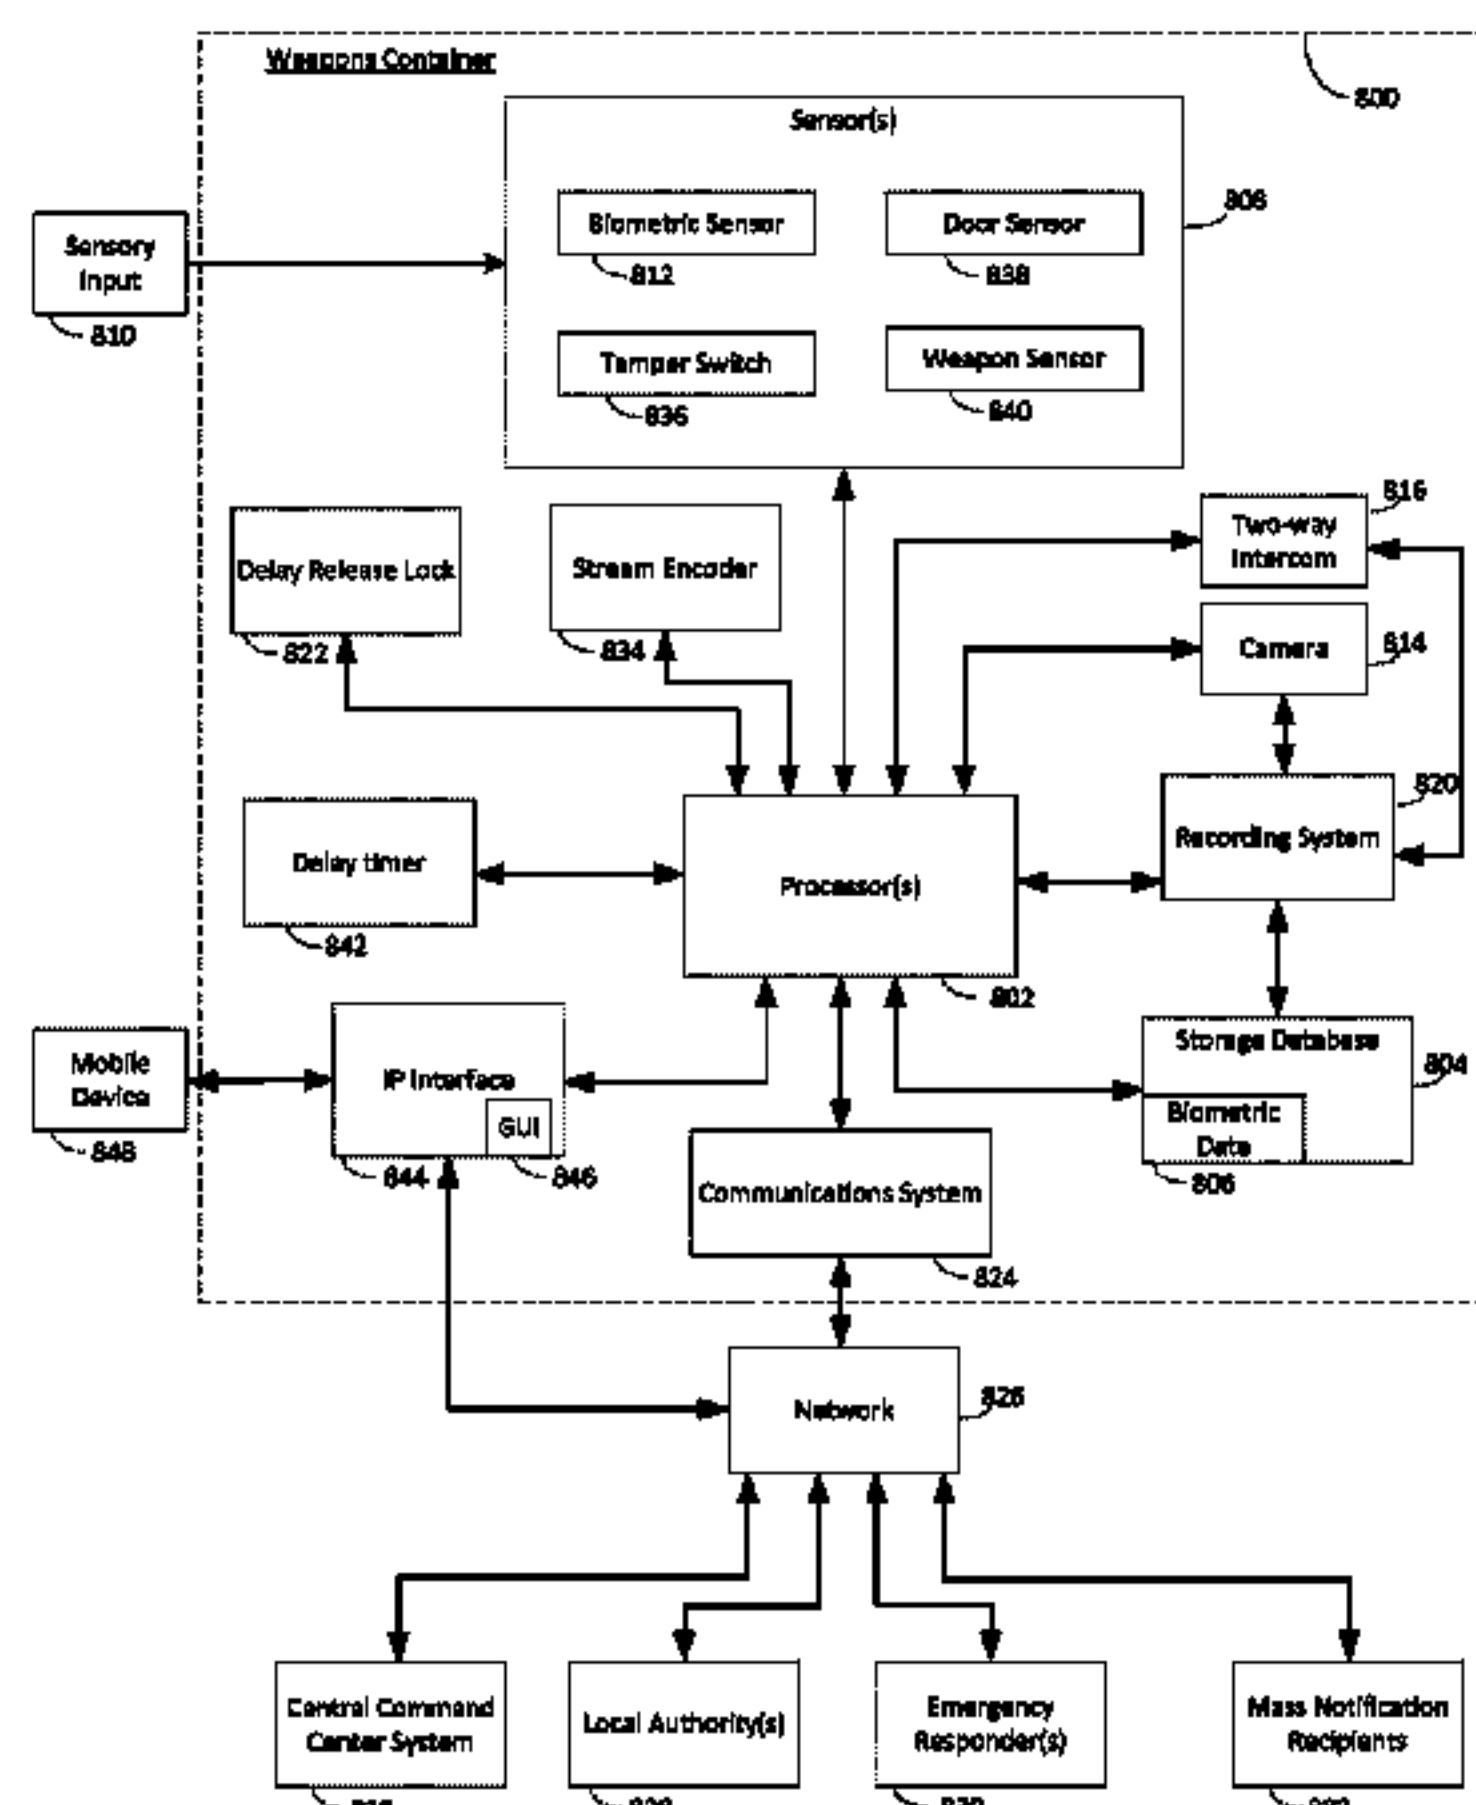 Weapons Container
800
Sensor(s)
808
Biometric Sensor
812
Door Sensor
838
Sensory
Input
810
Tamper Switch
836
Weapon Sensor
840
816
Two-way
Intercom
Delay Release Lock
822
Stream Encoder
834
Camera
814
820
Recording System
Delay timer
842
Processor(s)
802
Mobile
Device
848
IP Interface
GUI
844
846
Storage Database
804
Biometric
Data
806
Communications System
824
Network
826
Central Command
Center System
Local Authority(s)
Emergency
Responder(s)
Mass Notification
Recipients